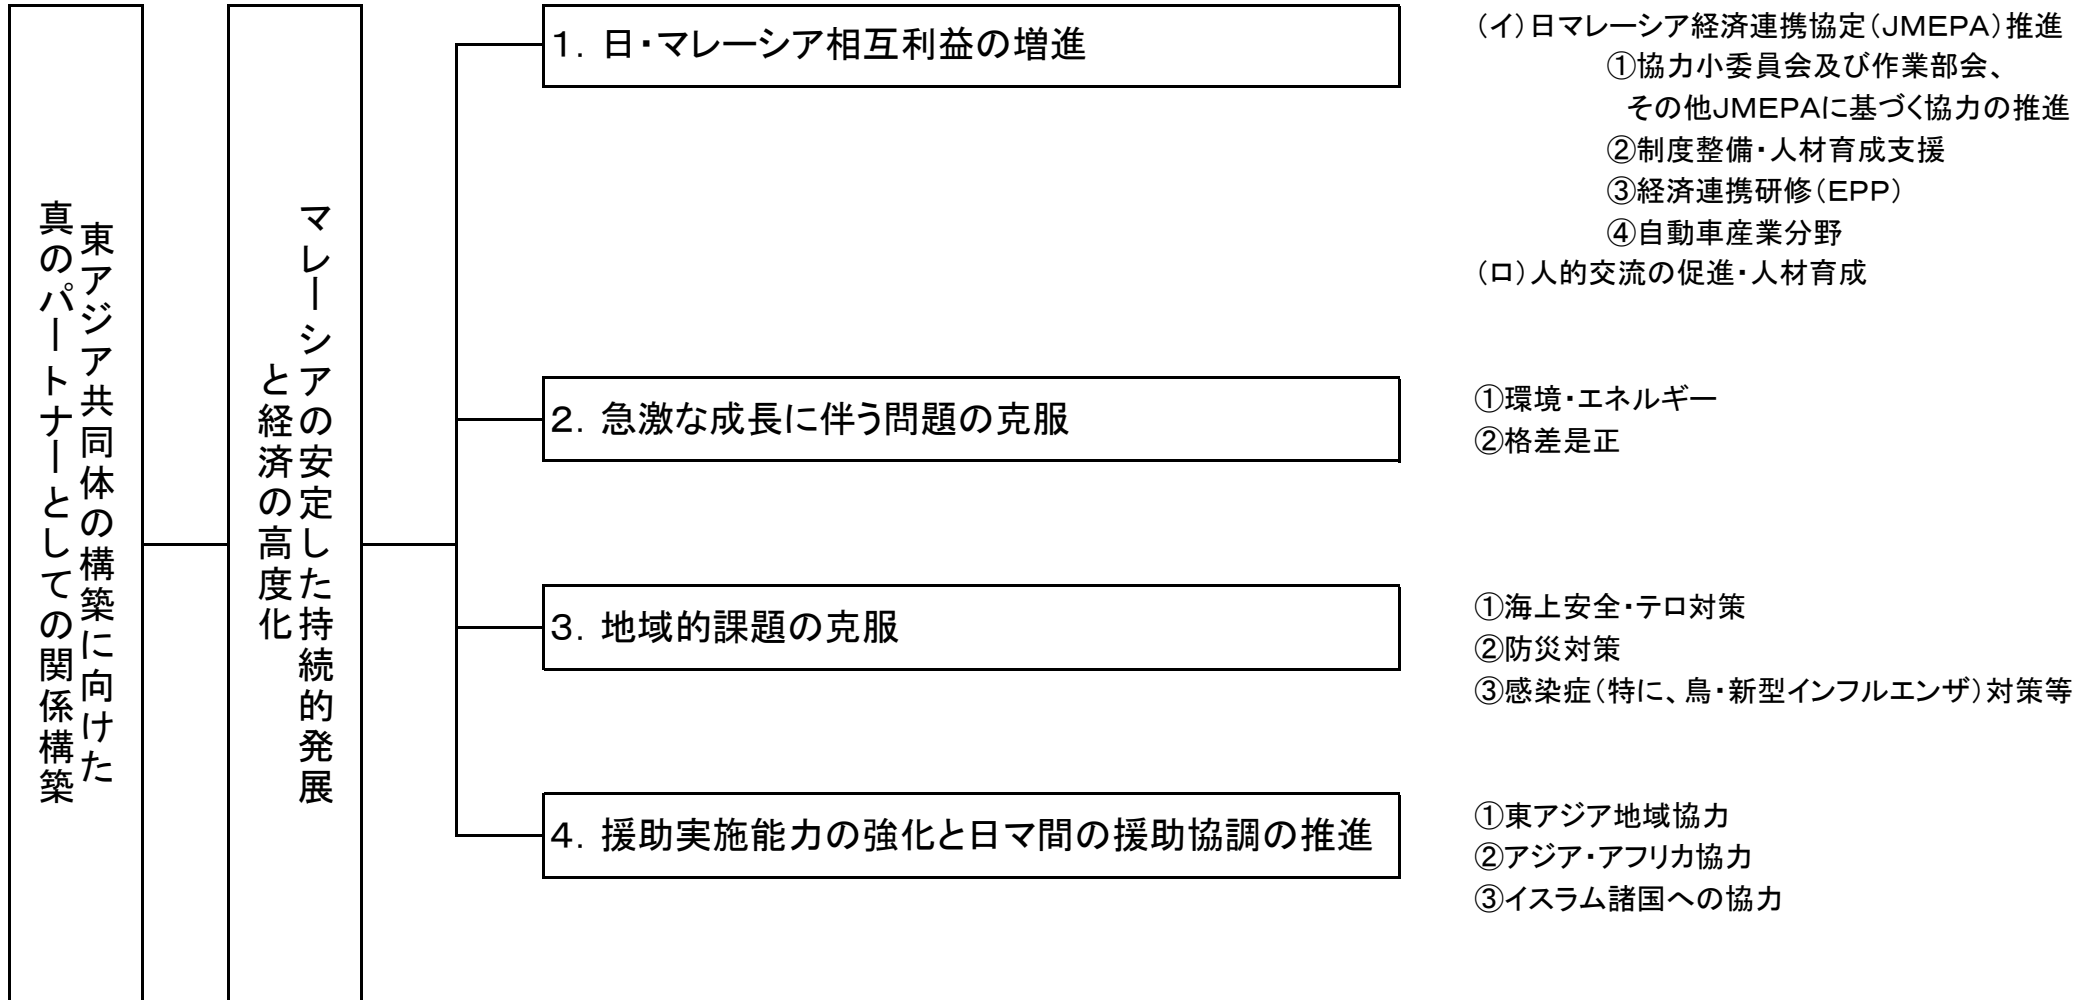 東アジア共同体の構築に向けた
真のパートナーとしての関係構築
マレーシアの安定した持続的発展
と経済の高度化
1．日・マレーシア相互利益の増進
（イ）日マレーシア経済連携協定（JMEPA）推進
①協力小委員会及び作業部会、
その他JMEPAに基づく協力の推進
②制度整備・人材育成支援
③経済連携研修（EPP）
④自動車産業分野
（ロ）人的交流の促進・人材育成
2．急激な成長に伴う問題の克服
①環境・エネルギー
②格差是正
3．地域的課題の克服
①海上安全・テロ対策
②防災対策
③感染症（特に、鳥・新型インフルエンザ）対策等
4．援助実施能力の強化と日マ間の援助協調の推進
①東アジア地域協力
②アジア・アフリカ協力
③イスラム諸国への協力